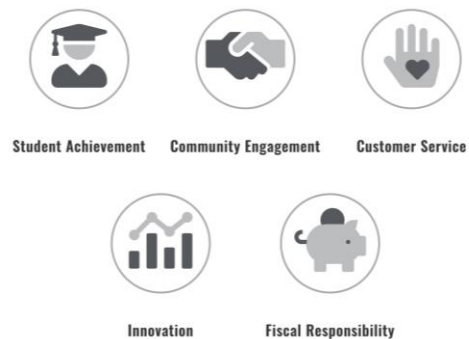 Student Achievement
Community Engagement
Customer Service
Innovation
Fiscal Responsibility